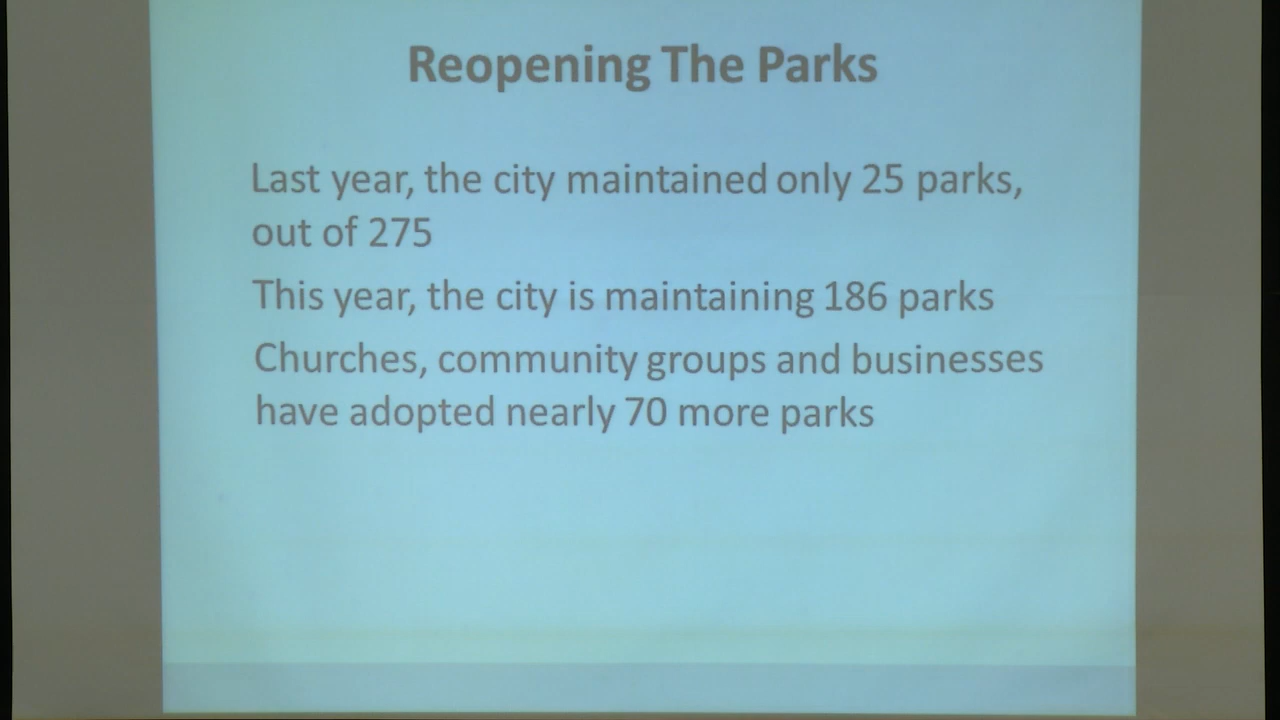 Reopening The Parks
Last year, the city maintained only 25 parks,
out of 275
This year, the city is maintaining 186 parks
Churches, community groups and businesses
have adopted nearly 70 more parks